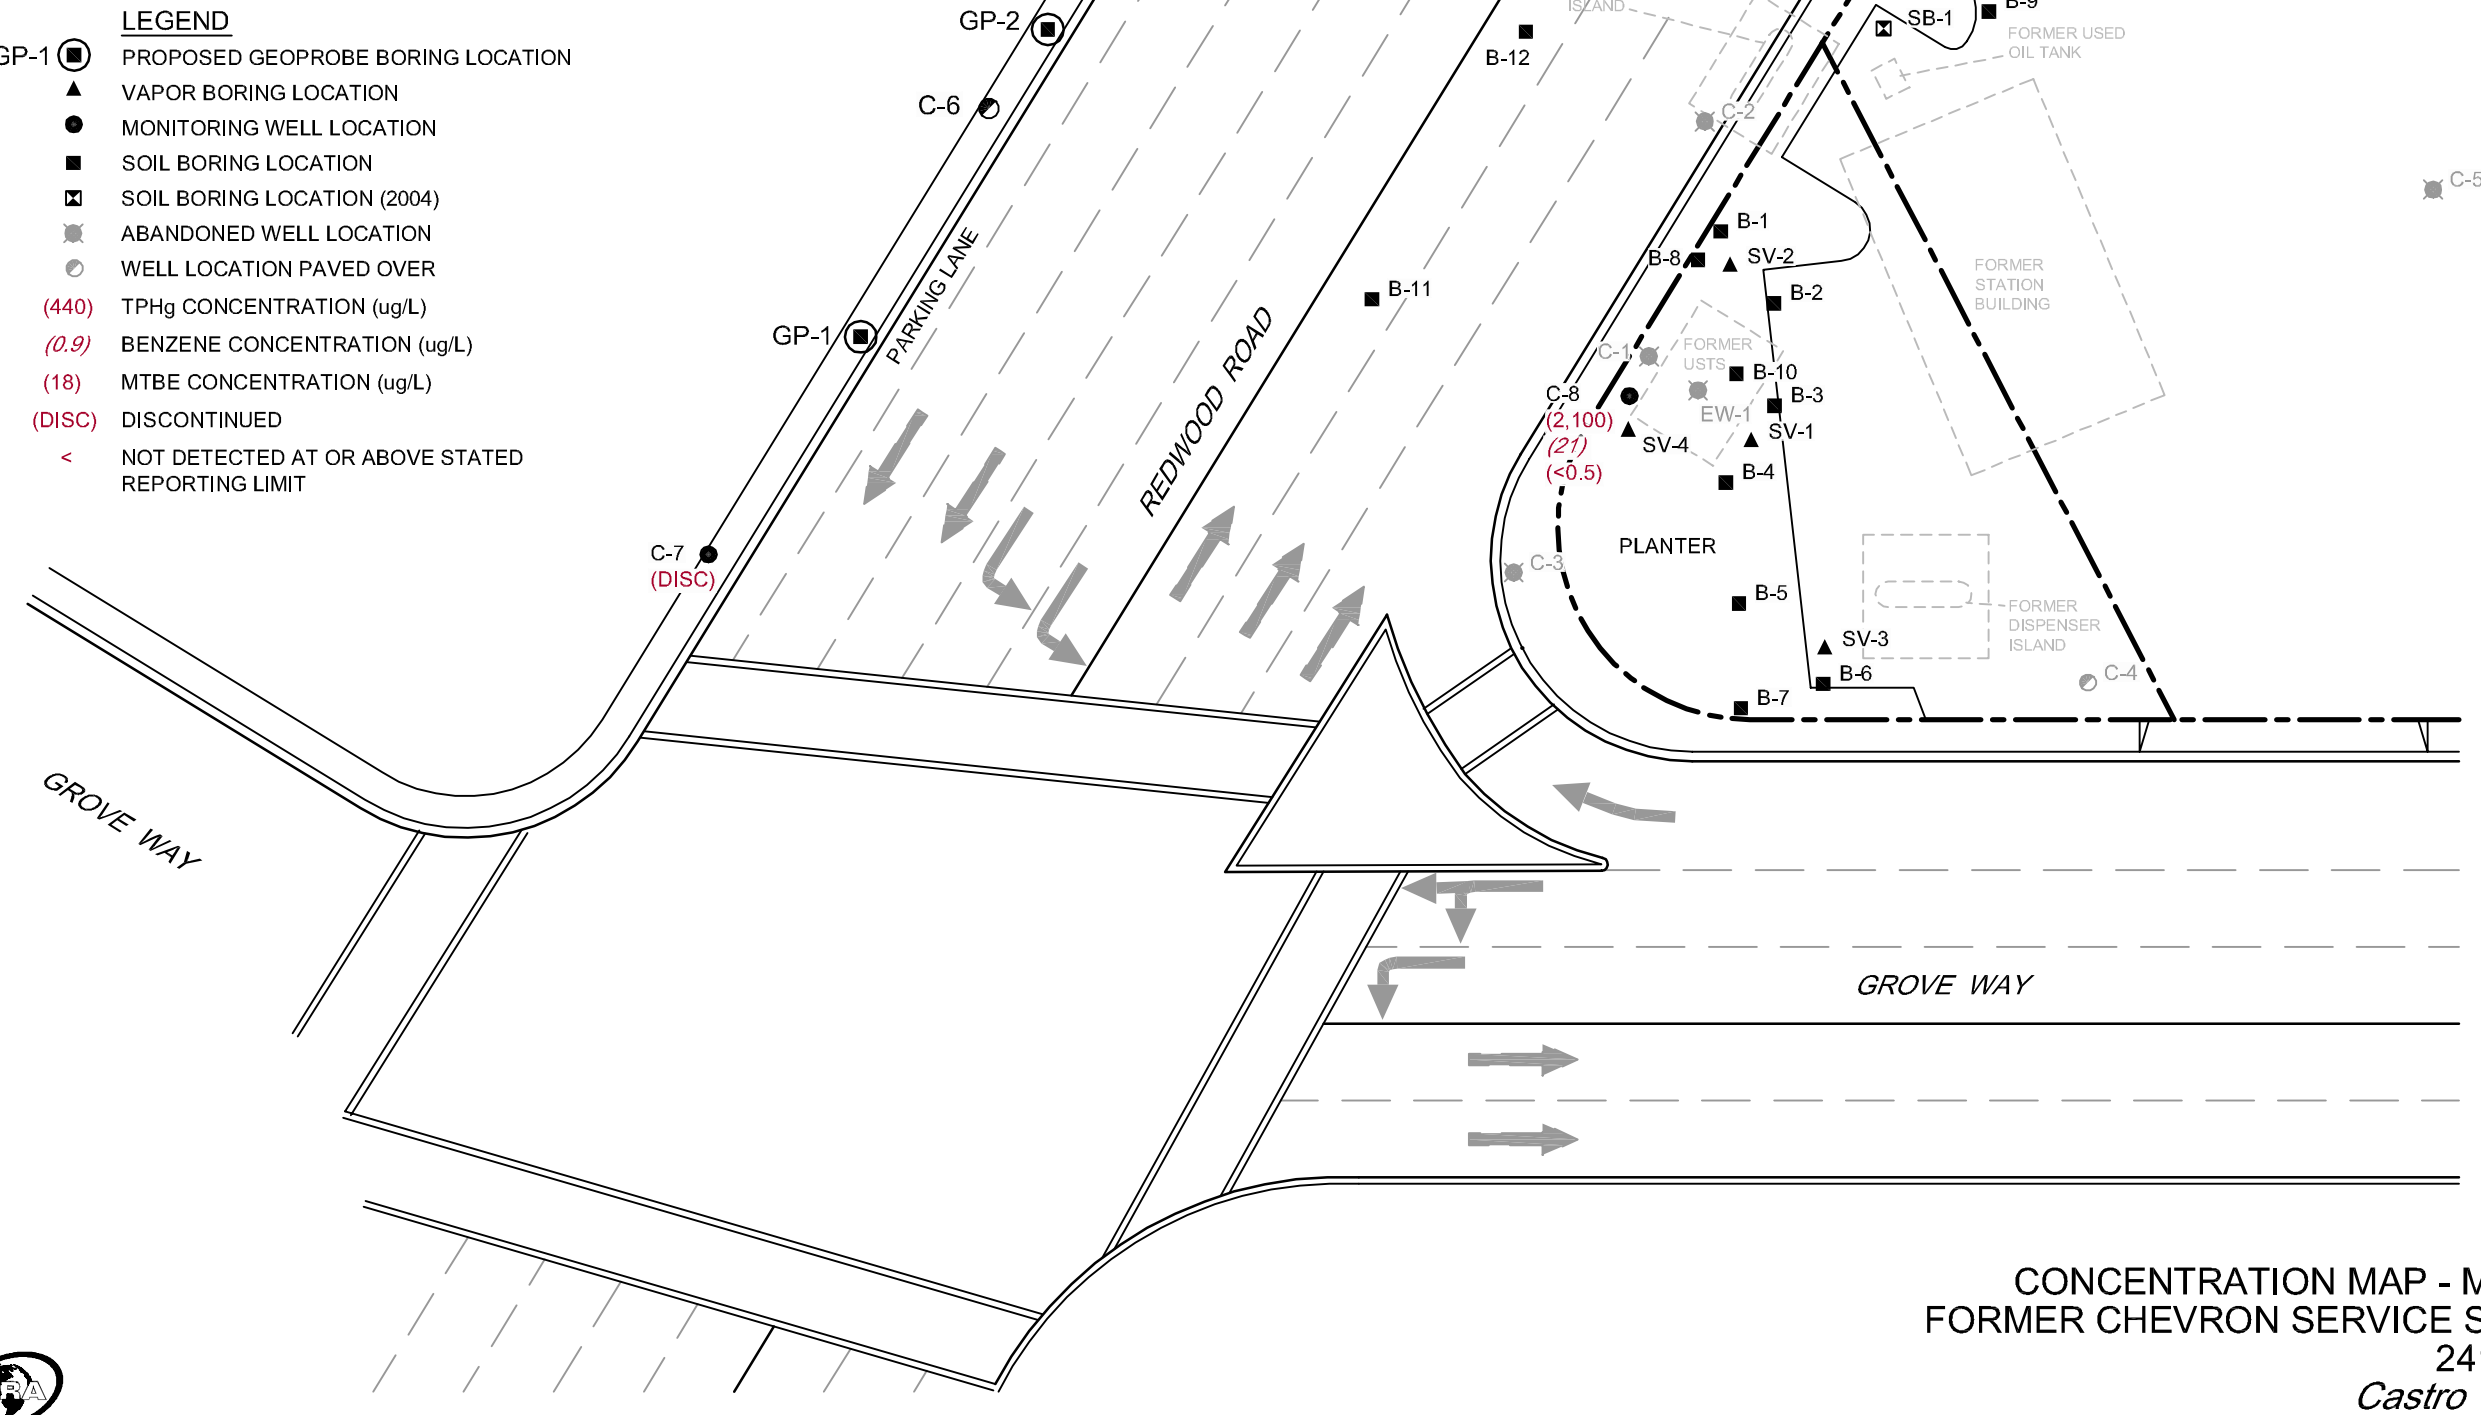 LEGEND
GP-1
PROPOSED GEOPROBE BORING LOCATION
VAPOR BORING LOCATION
MONITORING WELL LOCATION
SOIL BORING LOCATION
SOIL BORING LOCATION (2004)
ABANDONED WELL LOCATION
WELL LOCATION PAVED OVER
(440) TPHg CONCENTRATION (ug/L)
(0.9) BENZENE CONCENTRATION (ug/L)
(18) MTBE CONCENTRATION (ug/L)
(DISC) DISCONTINUED
< NOT DETECTED AT OR ABOVE STATED
REPORTING LIMIT
GP-2
C-6
GP-1
PARKING LANE
C-7
(DISC)
REDWOOD ROAD
B-12
B-11
ISLAND
C-2
SB-1
B-9
FORMER USED
OIL TANK
C-5
B-1
B-8
SV-2
B-2
FORMER
STATION
BUILDING
C-1
FORMER
USTS
B-10
B-3
EW-1
C-8
(2,100)
(21)
(<0.5)
SV-4
SV-1
B-4
PLANTER
C-3
B-5
SV-3
B-6
B-7
FORMER
DISPENSER
ISLAND
C-4
GROVE WAY
GROVE WAY
CONCENTRATION MAP -
FORMER CHEVRON SERVICE
Castro